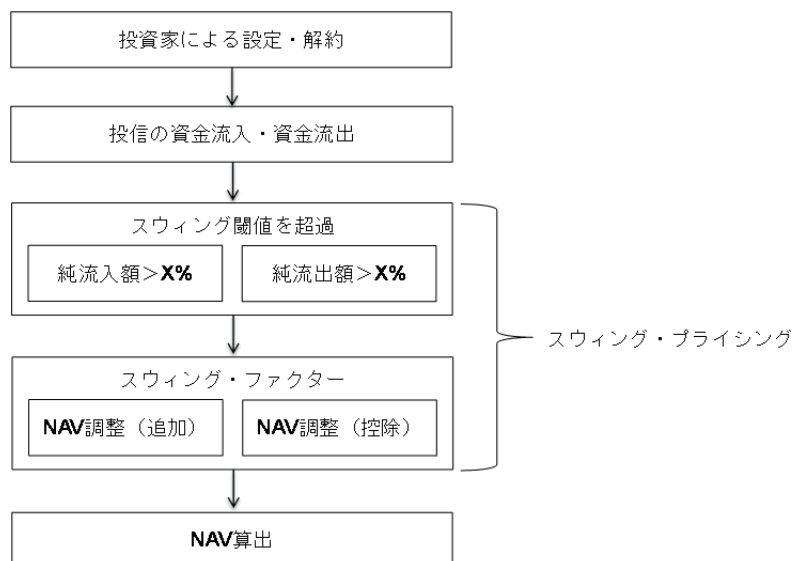 投資家による設定・解約
投信の資金流入・資金流出
スウィング閾値を超過
純流入額＞X%
純流出額＞X%
スウィング・プライシング
スウィング・ファクター
NAV調整（追加）
NAV調整（控除）
NAV算出